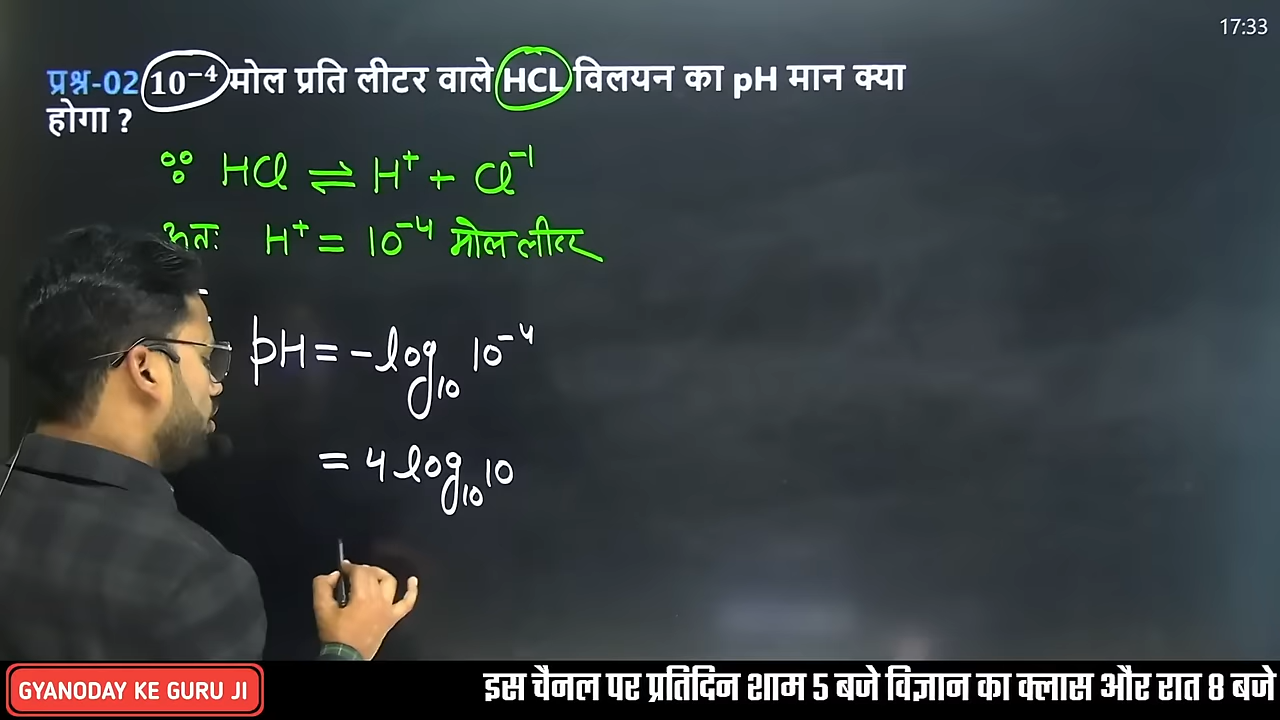 17:33
प्रश्न-02 10⁻⁴ मोल प्रति लीटर वाले HCL विलयन का pH मान क्या
होगा ?
∵ HCl ⇌ H⁺ + Cl⁻¹
अतः H⁺ = 10⁻⁴ मोल लीटर
pH = -log₁₀ 10⁻⁴
= 4 log₁₀ 10
GYANODAY KE GURU JI
इस चैनल पर प्रतिदिन शाम 5 बजे विज्ञान का क्लास और रात 8 बजे